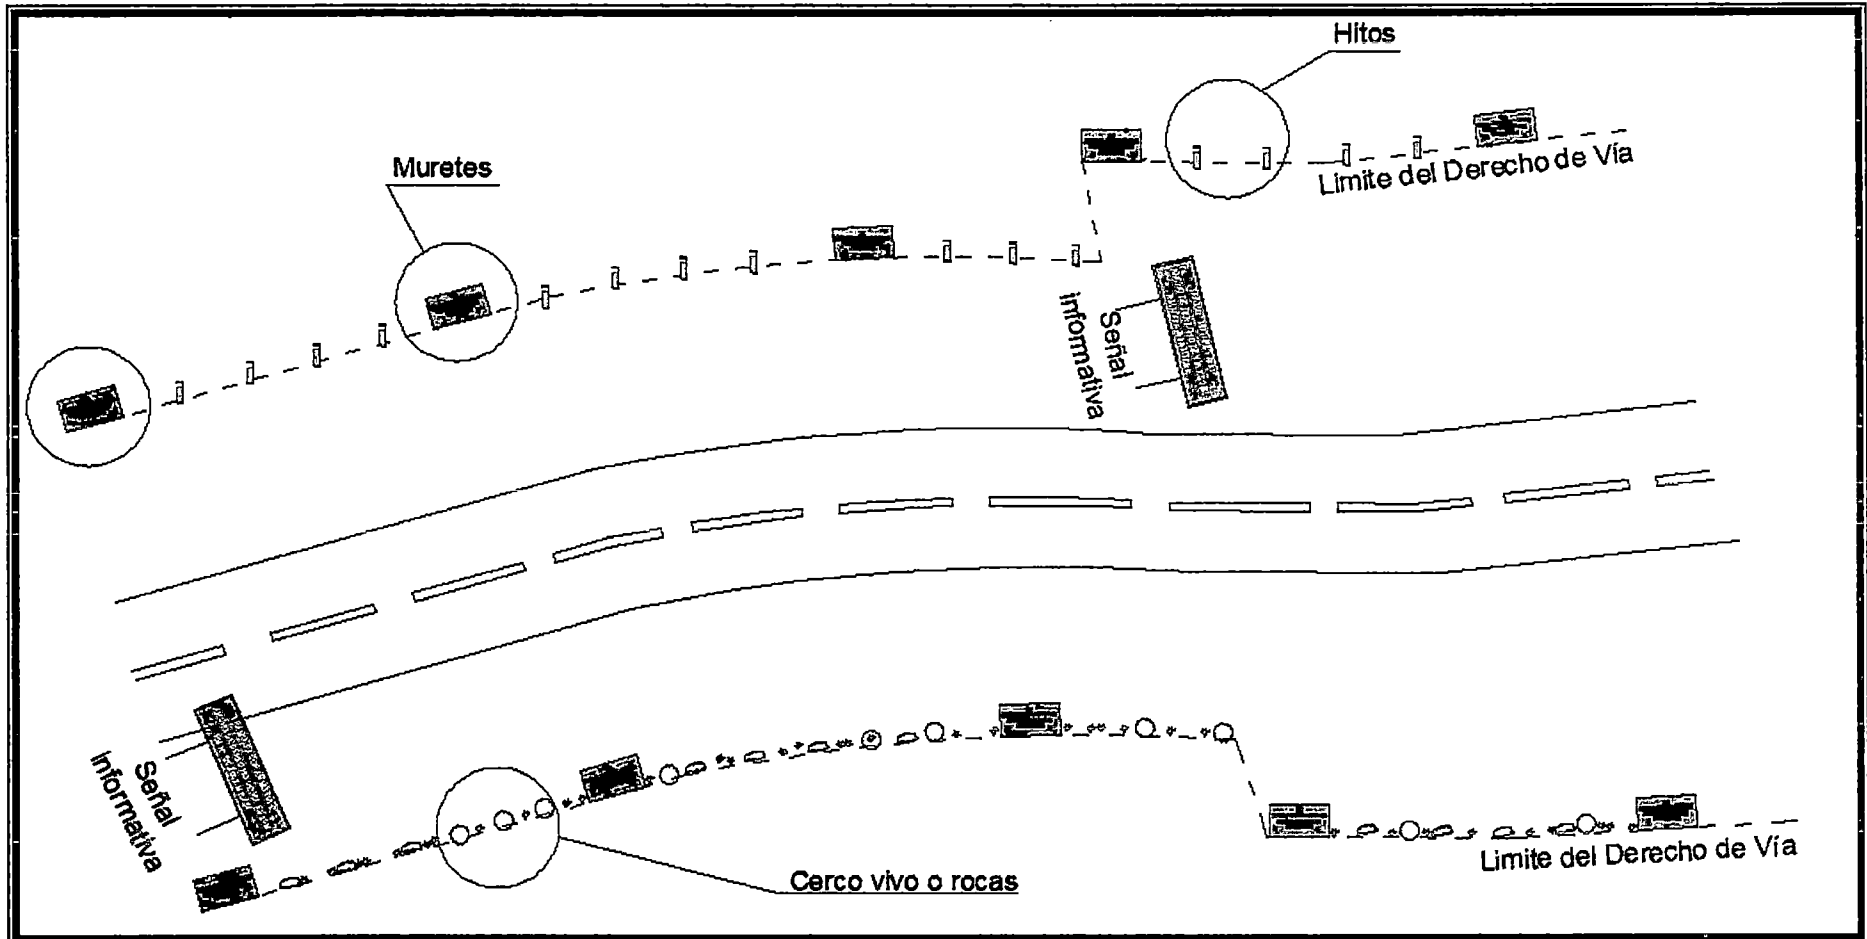 Hitos
Muretes
Limite del Derecho de Vía
Señal
informativa
Señal
informativa
Cerco vivo o rocas
Limite del Derecho de Vía